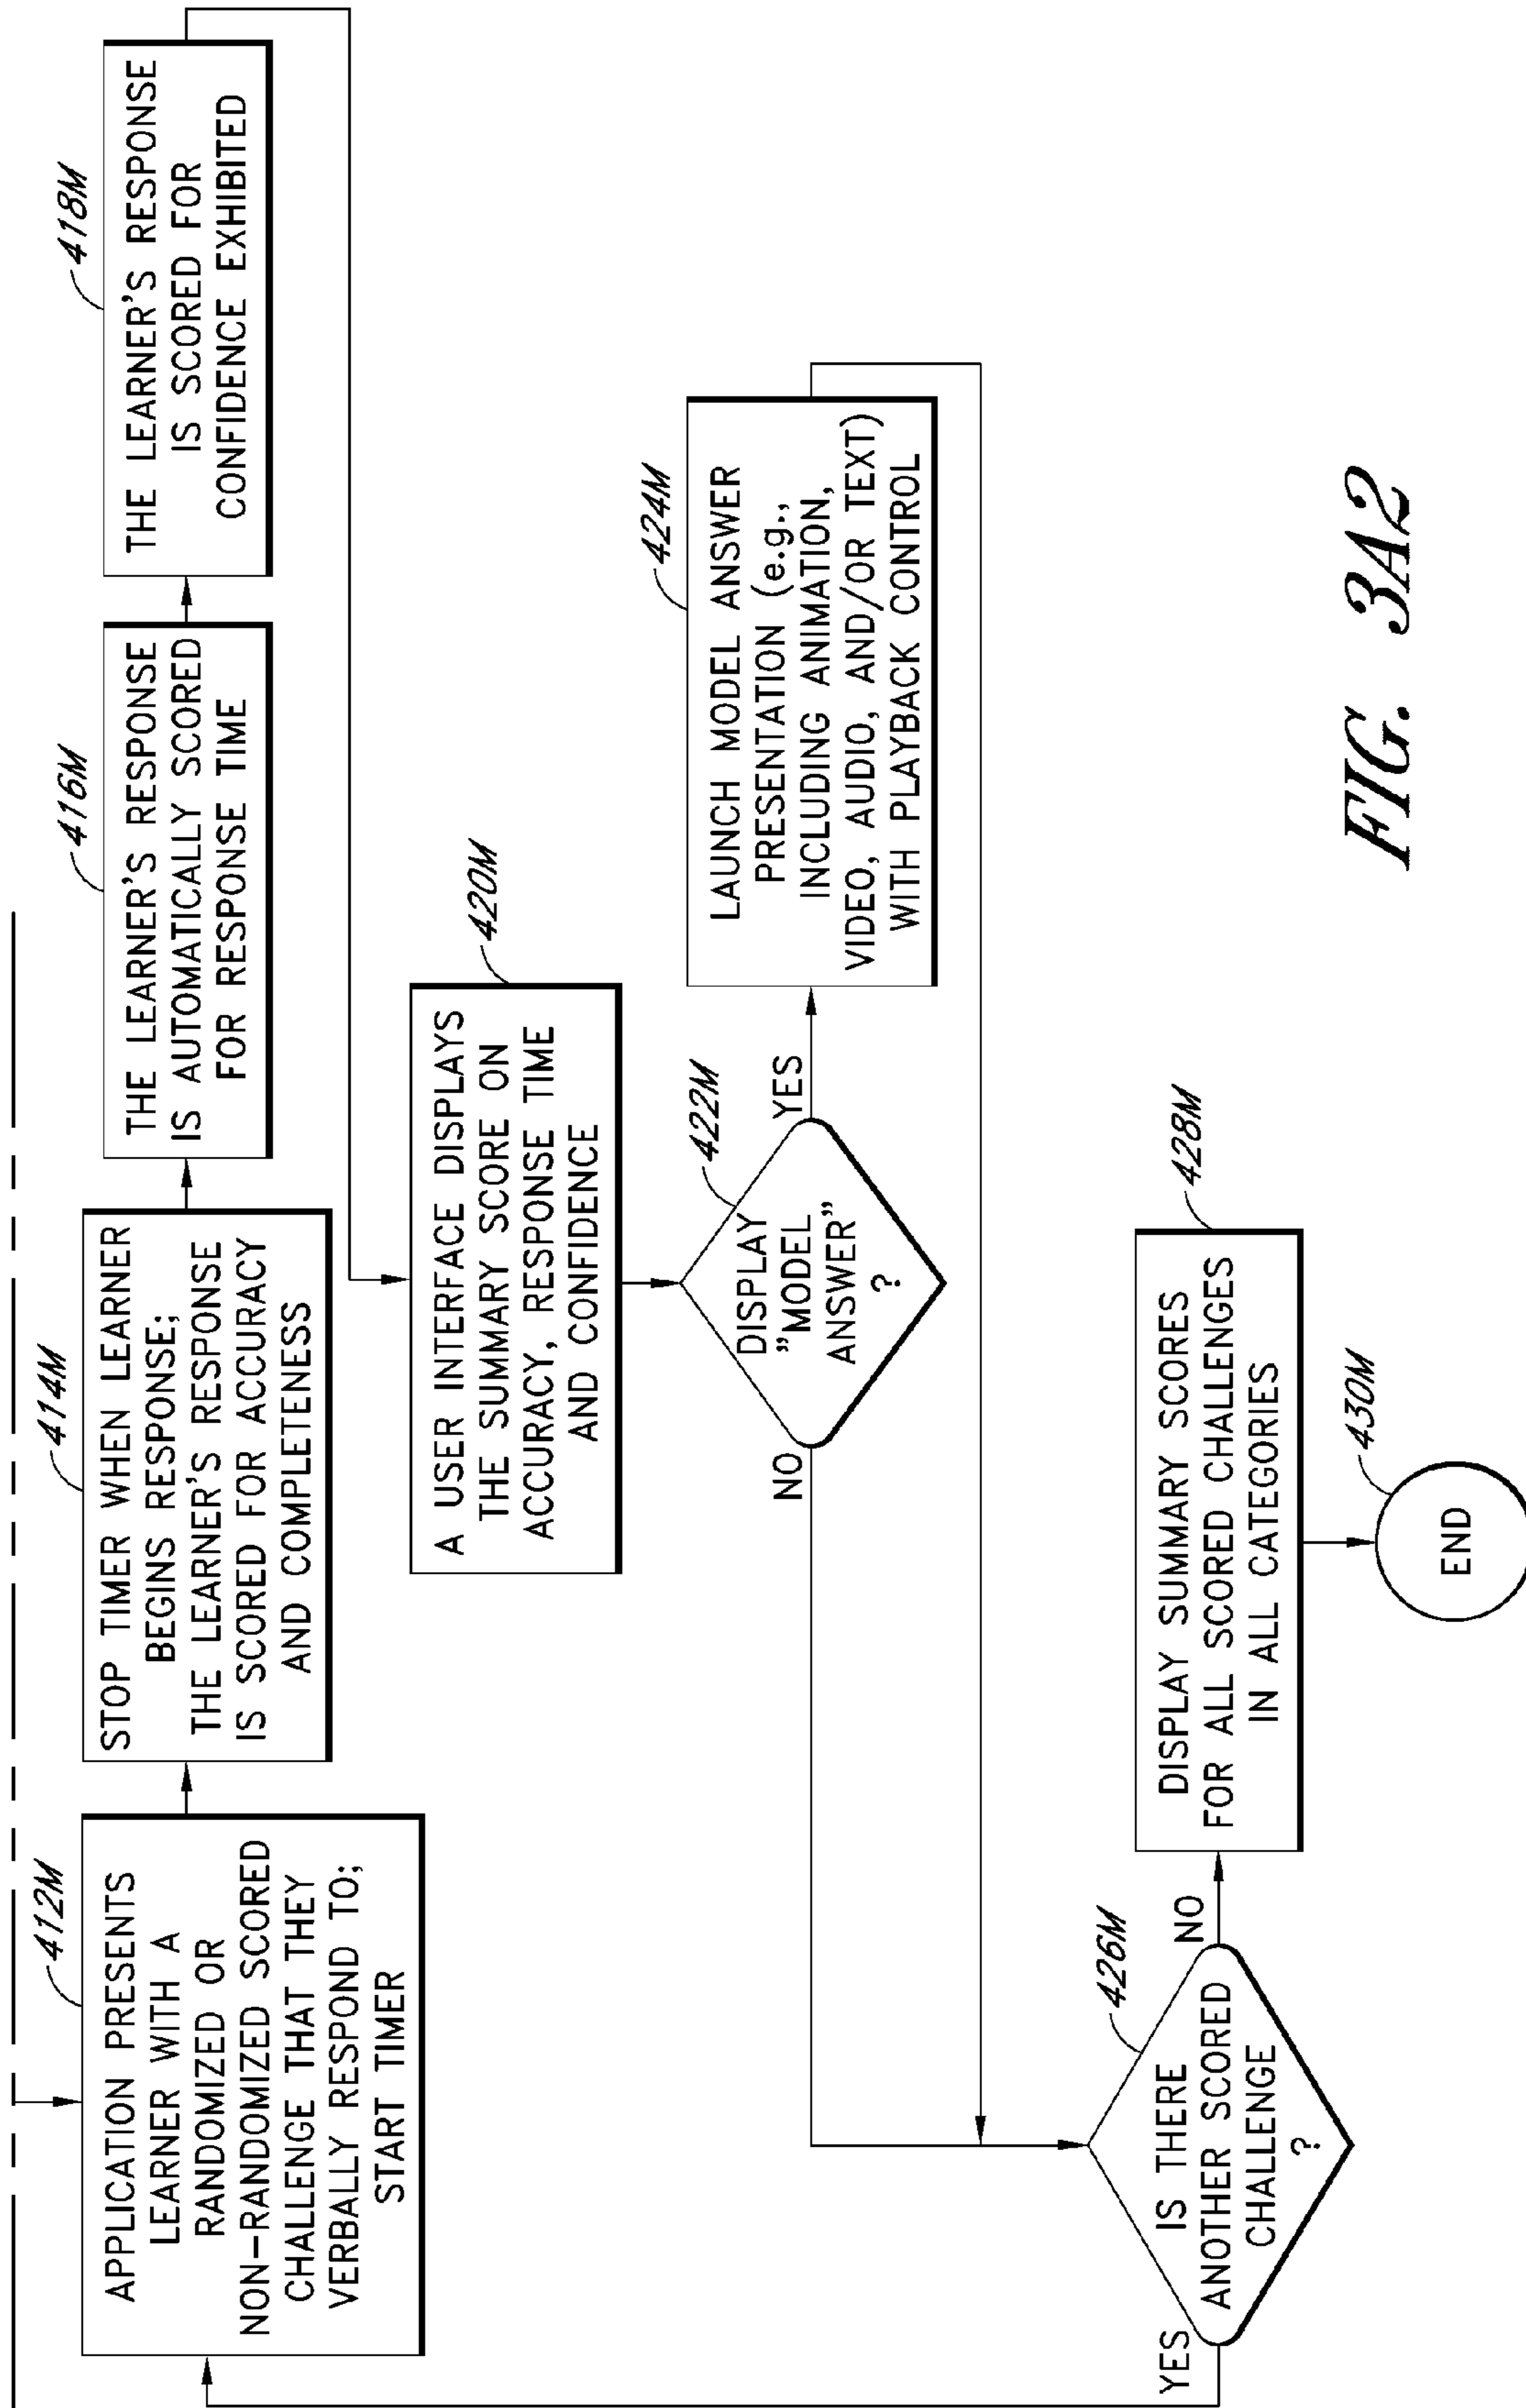 412M
APPLICATION PRESENTS
LEARNER WITH A
RANDOMIZED OR
NON-RANDOMIZED SCORED
CHALLENGE THAT THEY
VERBALLY RESPOND TO;
START TIMER
414M
STOP TIMER WHEN LEARNER
BEGINS RESPONSE;
THE LEARNER'S RESPONSE
IS SCORED FOR ACCURACY
AND COMPLETENESS
416M
THE LEARNER'S RESPONSE
IS AUTOMATICALLY SCORED
FOR RESPONSE TIME
418M
THE LEARNER'S RESPONSE
IS SCORED FOR
CONFIDENCE EXHIBITED
420M
A USER INTERFACE DISPLAYS
THE SUMMARY SCORE ON
ACCURACY, RESPONSE TIME
AND CONFIDENCE
422M
DISPLAY
"MODEL
ANSWER"
?
NO
YES
424M
LAUNCH MODEL ANSWER
PRESENTATION (e.g.,
INCLUDING ANIMATION,
VIDEO, AUDIO, AND/OR TEXT)
WITH PLAYBACK CONTROL
426M
IS THERE
ANOTHER SCORED
CHALLENGE
?
YES
NO
428M
DISPLAY SUMMARY SCORES
FOR ALL SCORED CHALLENGES
IN ALL CATEGORIES
430M
END
FIG. 3A2